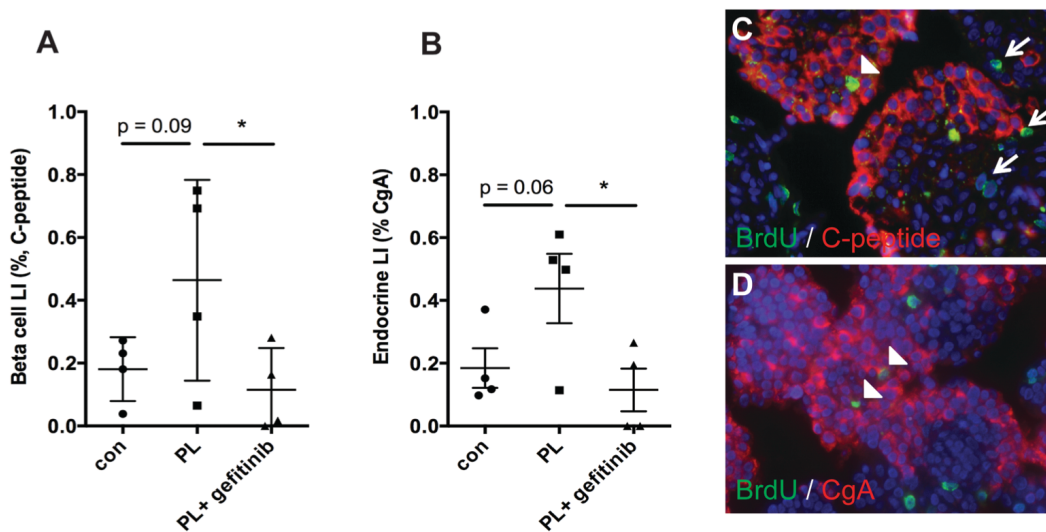 A
Beta cell LI (%, C-peptide)
1.0
0.8
0.6
0.4
0.2
0.0
p = 0.09
*
con
PL
PL+ gefitinib
B
Endocrine LI (% CgA)
1.0
0.8
0.6
0.4
0.2
0.0
p = 0.06
*
con
PL
PL+ gefitinib
C
BrdU / C-peptide
D
BrdU / CgA